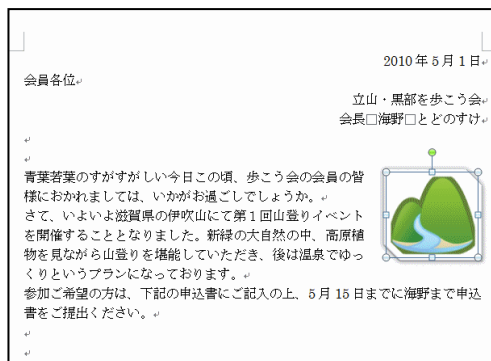 2010年5月1日
会員各位
立山・黒部を歩こう会
会長□海野□とどのすけ
青葉若葉のすがすがしい今日この頃、歩こう会の会員の皆
様におかれましては、いかがお過ごしでしょうか。
さて、いよいよ滋賀県の伊吹山にて第１回山登りイベント
を開催することとなりました。新緑の大自然の中、高原植
物を見ながら山登りを堪能していただき、後は温泉でゆっ
くりというプランになっております。
参加ご希望の方は、下記の申込書にご記入の上、5月15日までに海野まで申込
書をご提出ください。